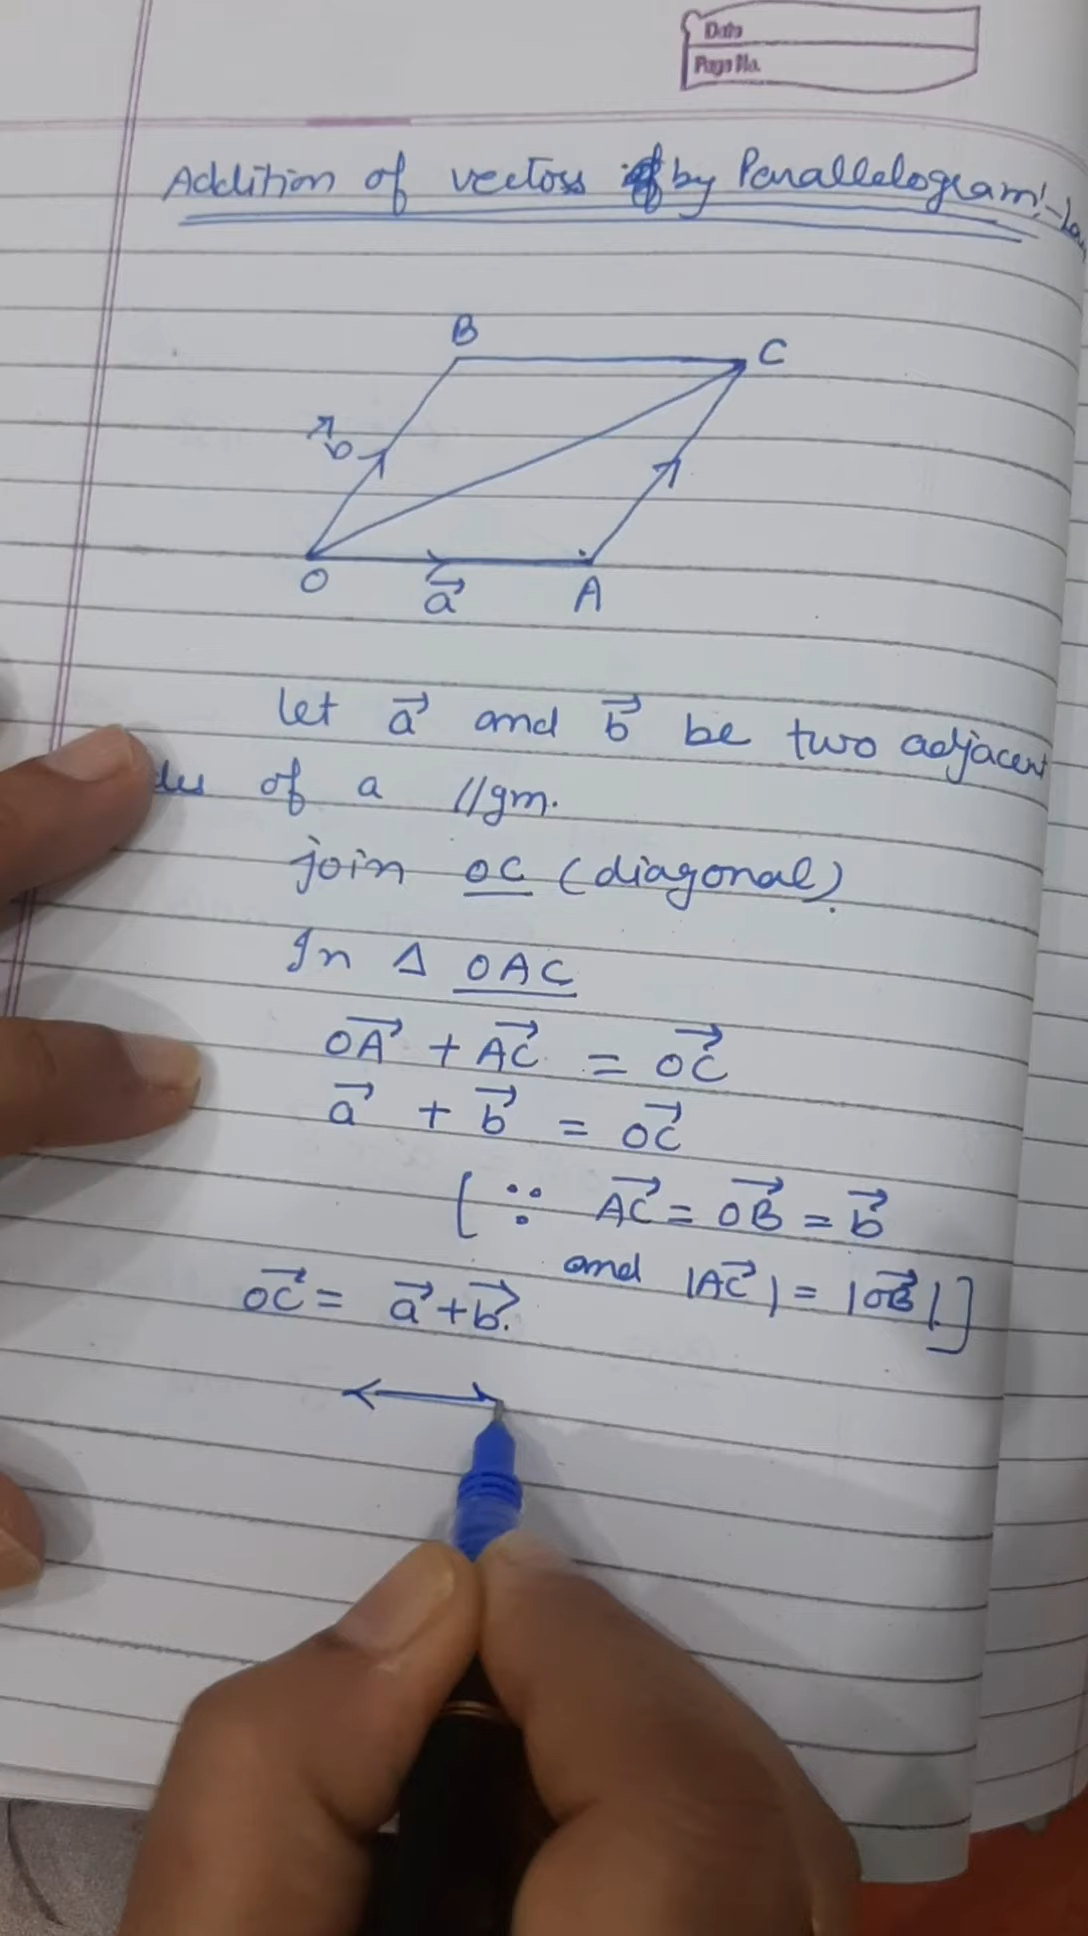 Date
Page No.
Addition of vectors by Parallelogram:-
B
C
b
O
a
A
let a⃗ and b⃗ be two adjacent
of a //gm.
join OC (diagonal).
In Δ OAC
OA⃗ + AC⃗ = OC⃗
a⃗ + b⃗ = OC⃗
[∵ AC⃗ = OB⃗ = b⃗
and |AC⃗| = |OB⃗|.]
OC⃗ = a⃗ + b⃗.